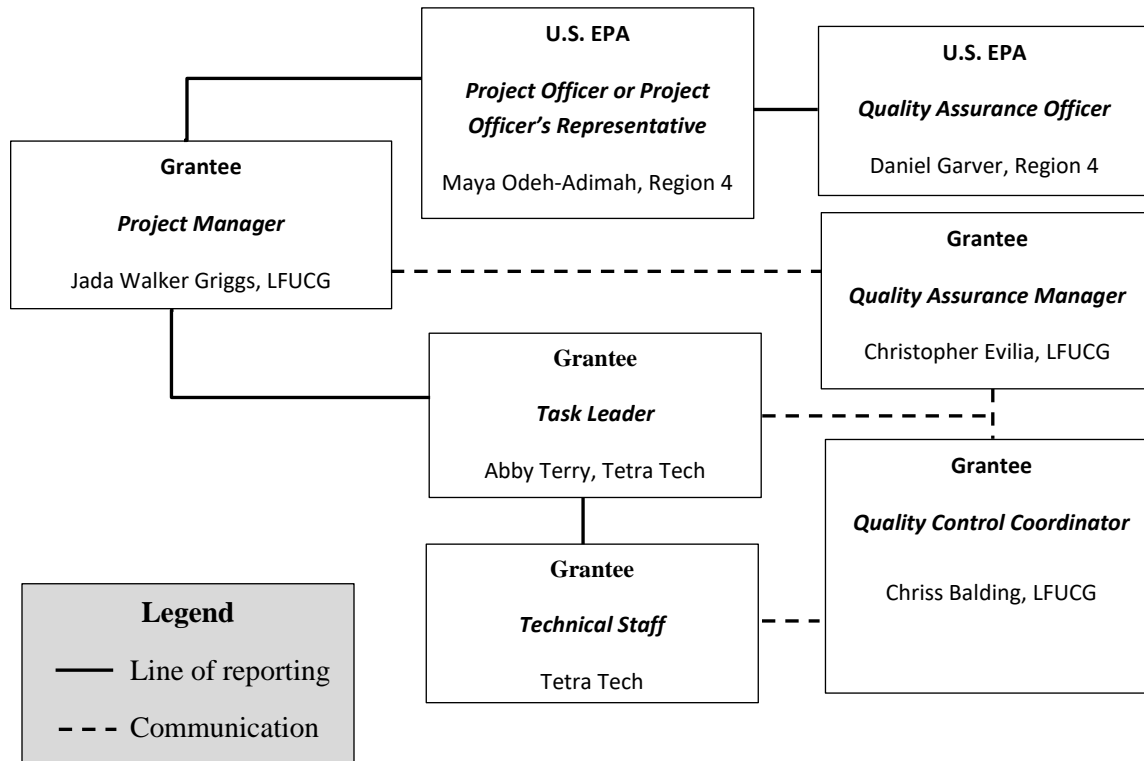 U.S. EPA
Project Officer or Project
Officer's Representative
Maya Odeh-Adimah, Region 4
U.S. EPA
Quality Assurance Officer
Daniel Garver, Region 4
Grantee
Project Manager
Jada Walker Griggs, LFUCG
Grantee
Quality Assurance Manager
Christopher Evilia, LFUCG
Grantee
Task Leader
Abby Terry, Tetra Tech
Grantee
Quality Control Coordinator
Chriss Balding, LFUCG
Grantee
Technical Staff
Tetra Tech
Legend
Line of reporting
Communication